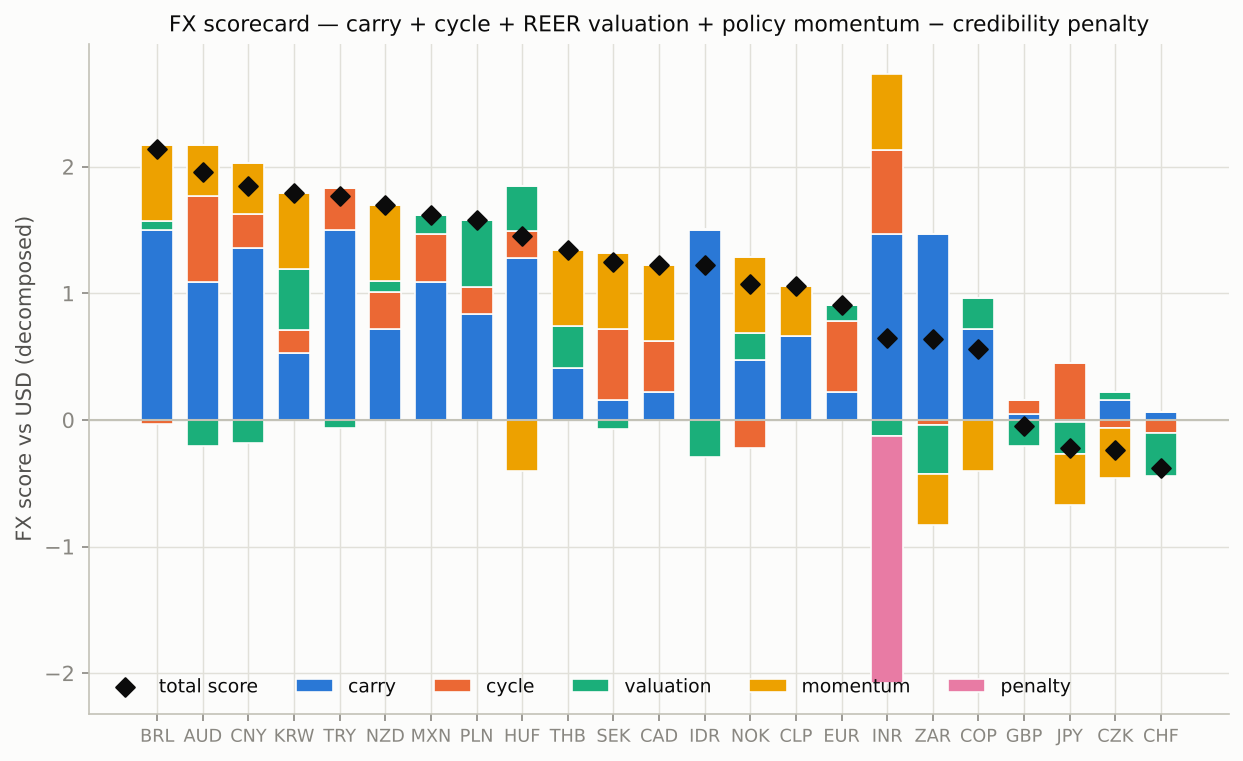 FX scorecard — carry + cycle + REER valuation + policy momentum − credibility penalty
FX score vs USD (decomposed)
2
1
0
−1
−2
total score carry cycle valuation momentum penalty
BRL AUD CNY KRW TRY NZD MXN PLN HUF THB SEK CAD IDR NOK CLP EUR INR ZAR COP GBP JPY CZK CHF